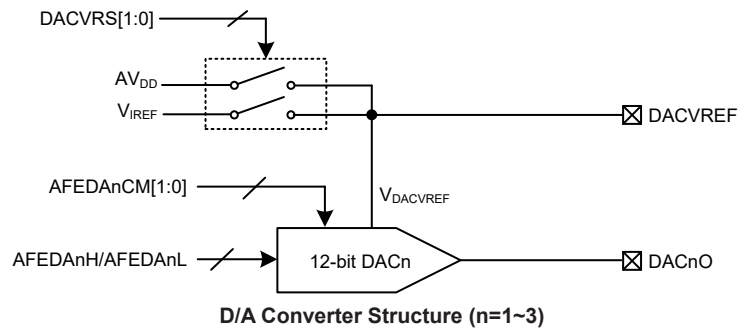 DACVRS[1:0]
AVDD
VIREF
DACVREF
AFEDAnCM[1:0]
VDACVREF
AFEDAnH/AFEDAnL
12-bit DACn
DACnO
D/A Converter Structure (n=1~3)